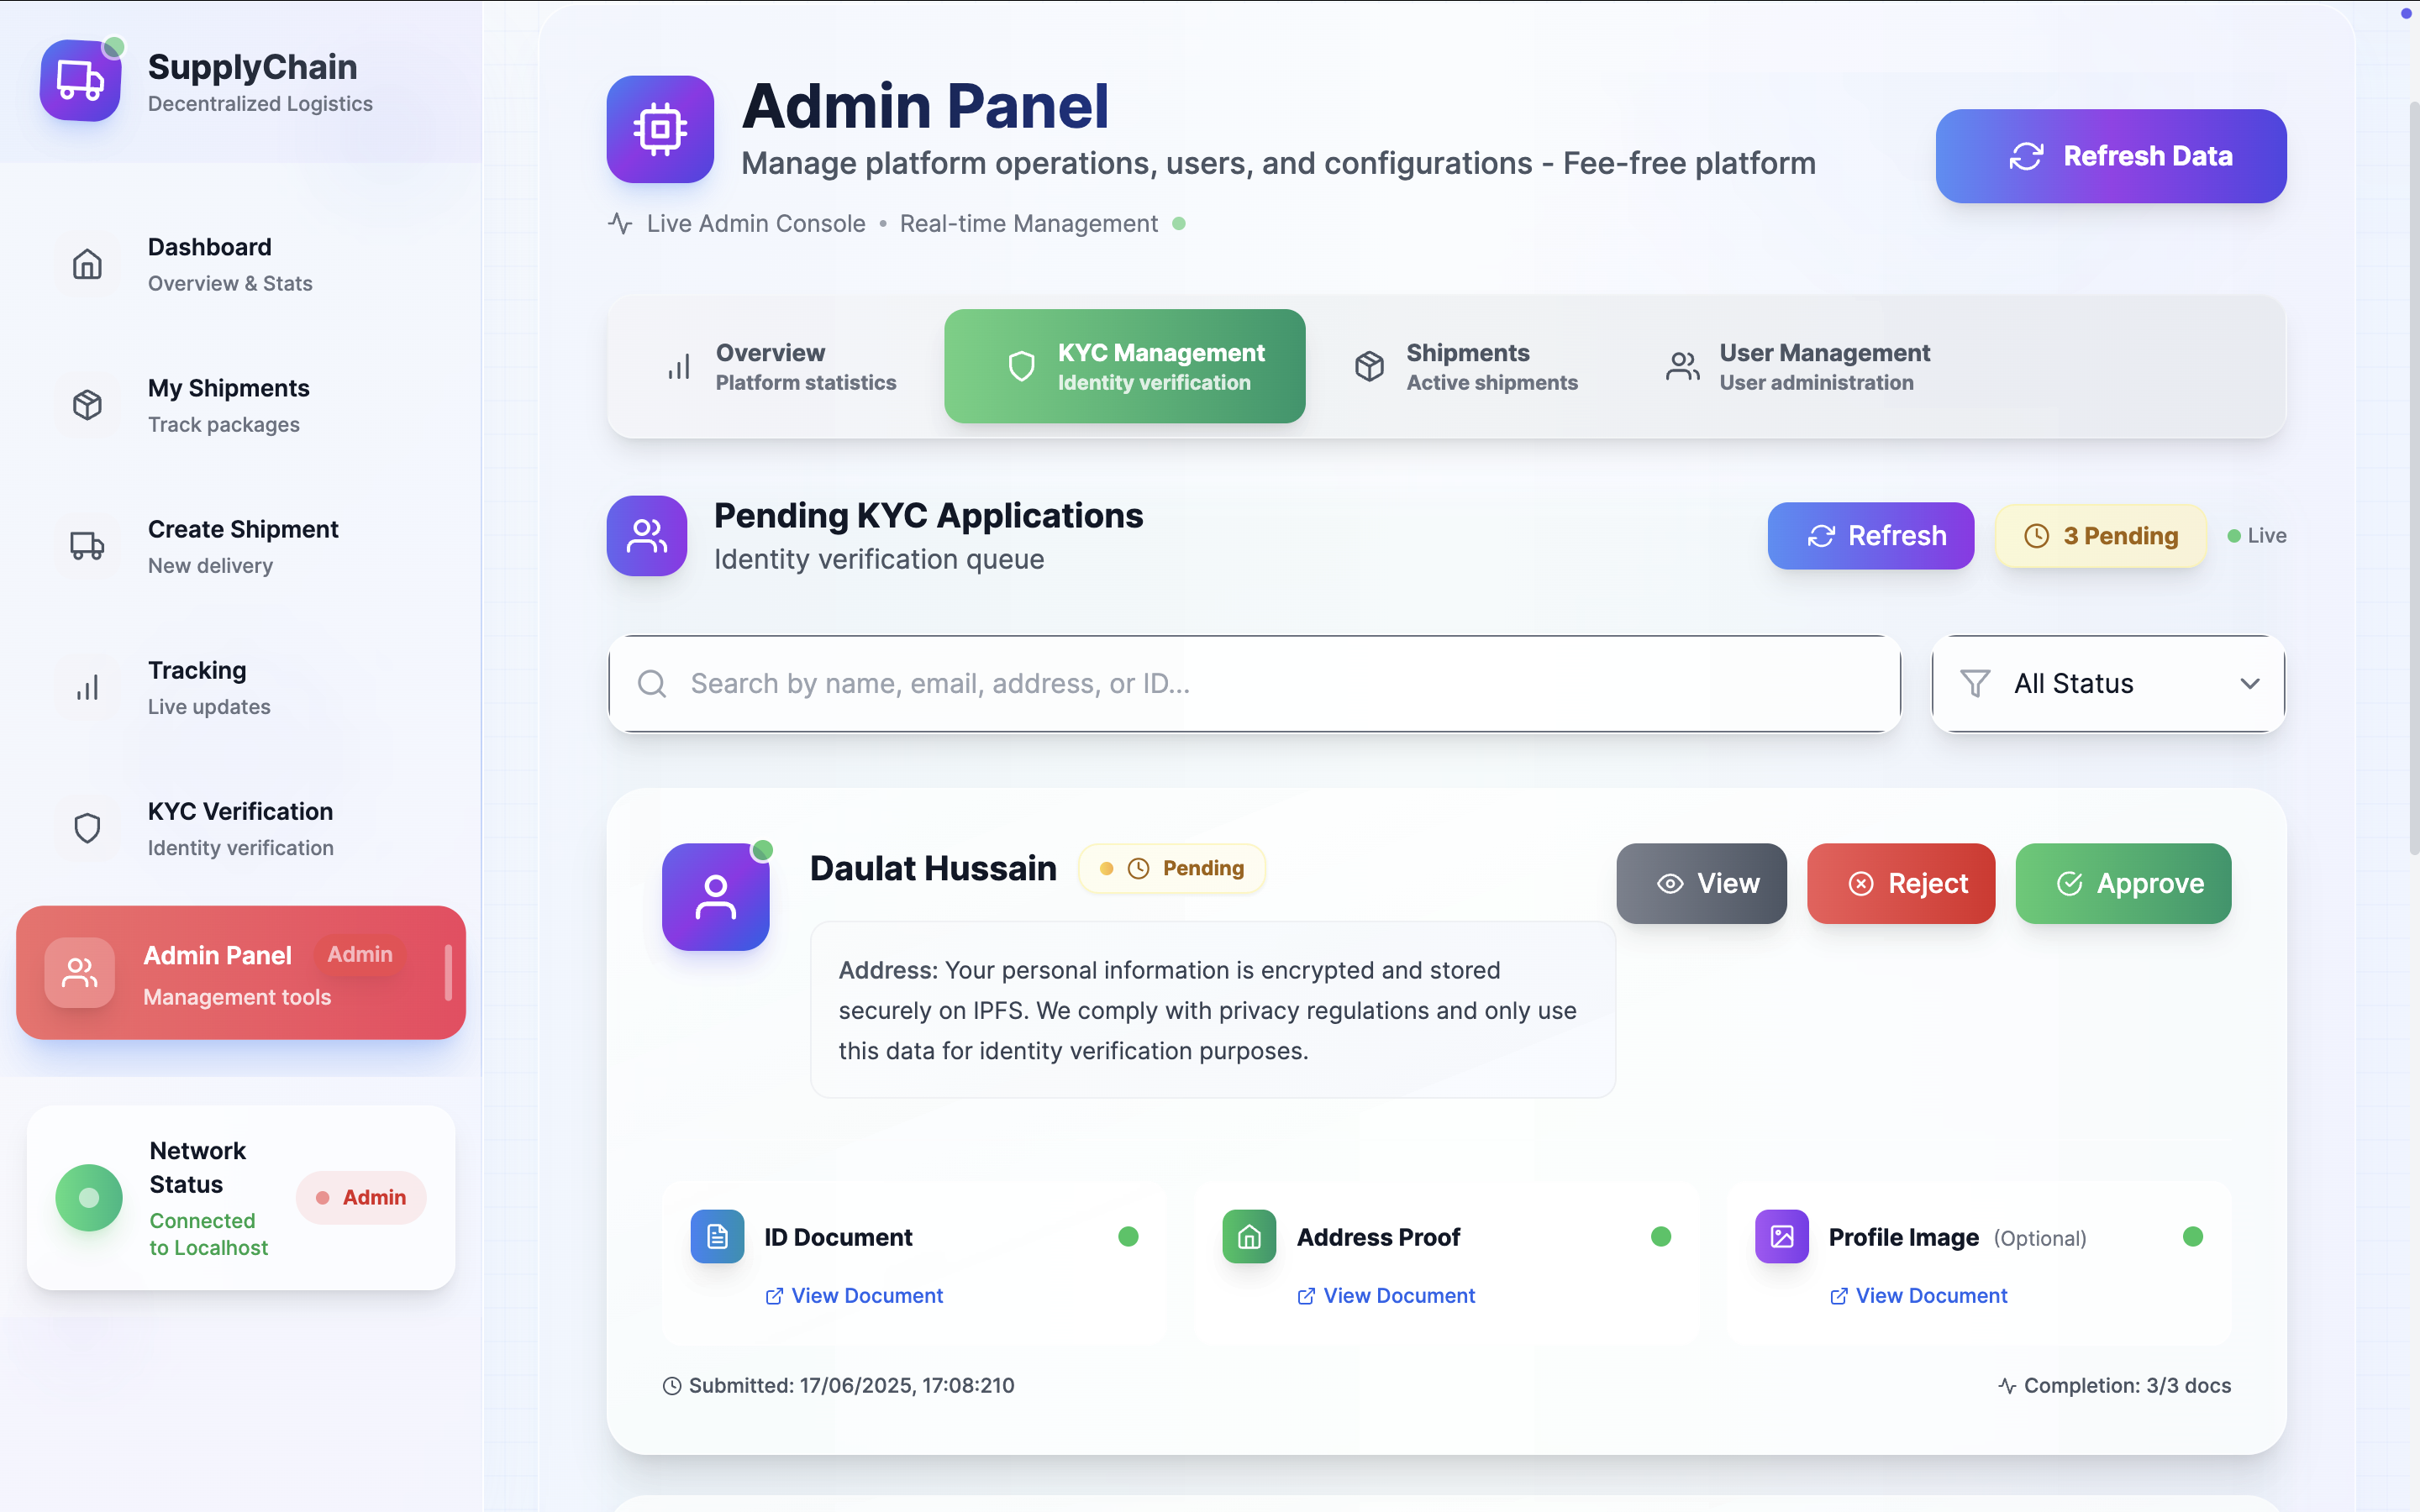 SupplyChain
Decentralized Logistics
Dashboard
Overview & Stats
My Shipments
Track packages
Create Shipment
New delivery
Tracking
Live updates
KYC Verification
Identity verification
Admin Panel Admin
Management tools
Network
Status
Connected
to Localhost
Admin
Admin Panel
Manage platform operations, users, and configurations - Fee-free platform
Live Admin Console • Real-time Management
Refresh Data
Overview
Platform statistics
KYC Management
Identity verification
Shipments
Active shipments
User Management
User administration
Pending KYC Applications
Identity verification queue
Refresh
3 Pending
Live
Search by name, email, address, or ID...
All Status
Daulat Hussain
Pending
View
Reject
Approve
Address: Your personal information is encrypted and stored
securely on IPFS. We comply with privacy regulations and only use
this data for identity verification purposes.
ID Document
View Document
Address Proof
View Document
Profile Image (Optional)
View Document
Submitted: 17/06/2025, 17:08:210
Completion: 3/3 docs